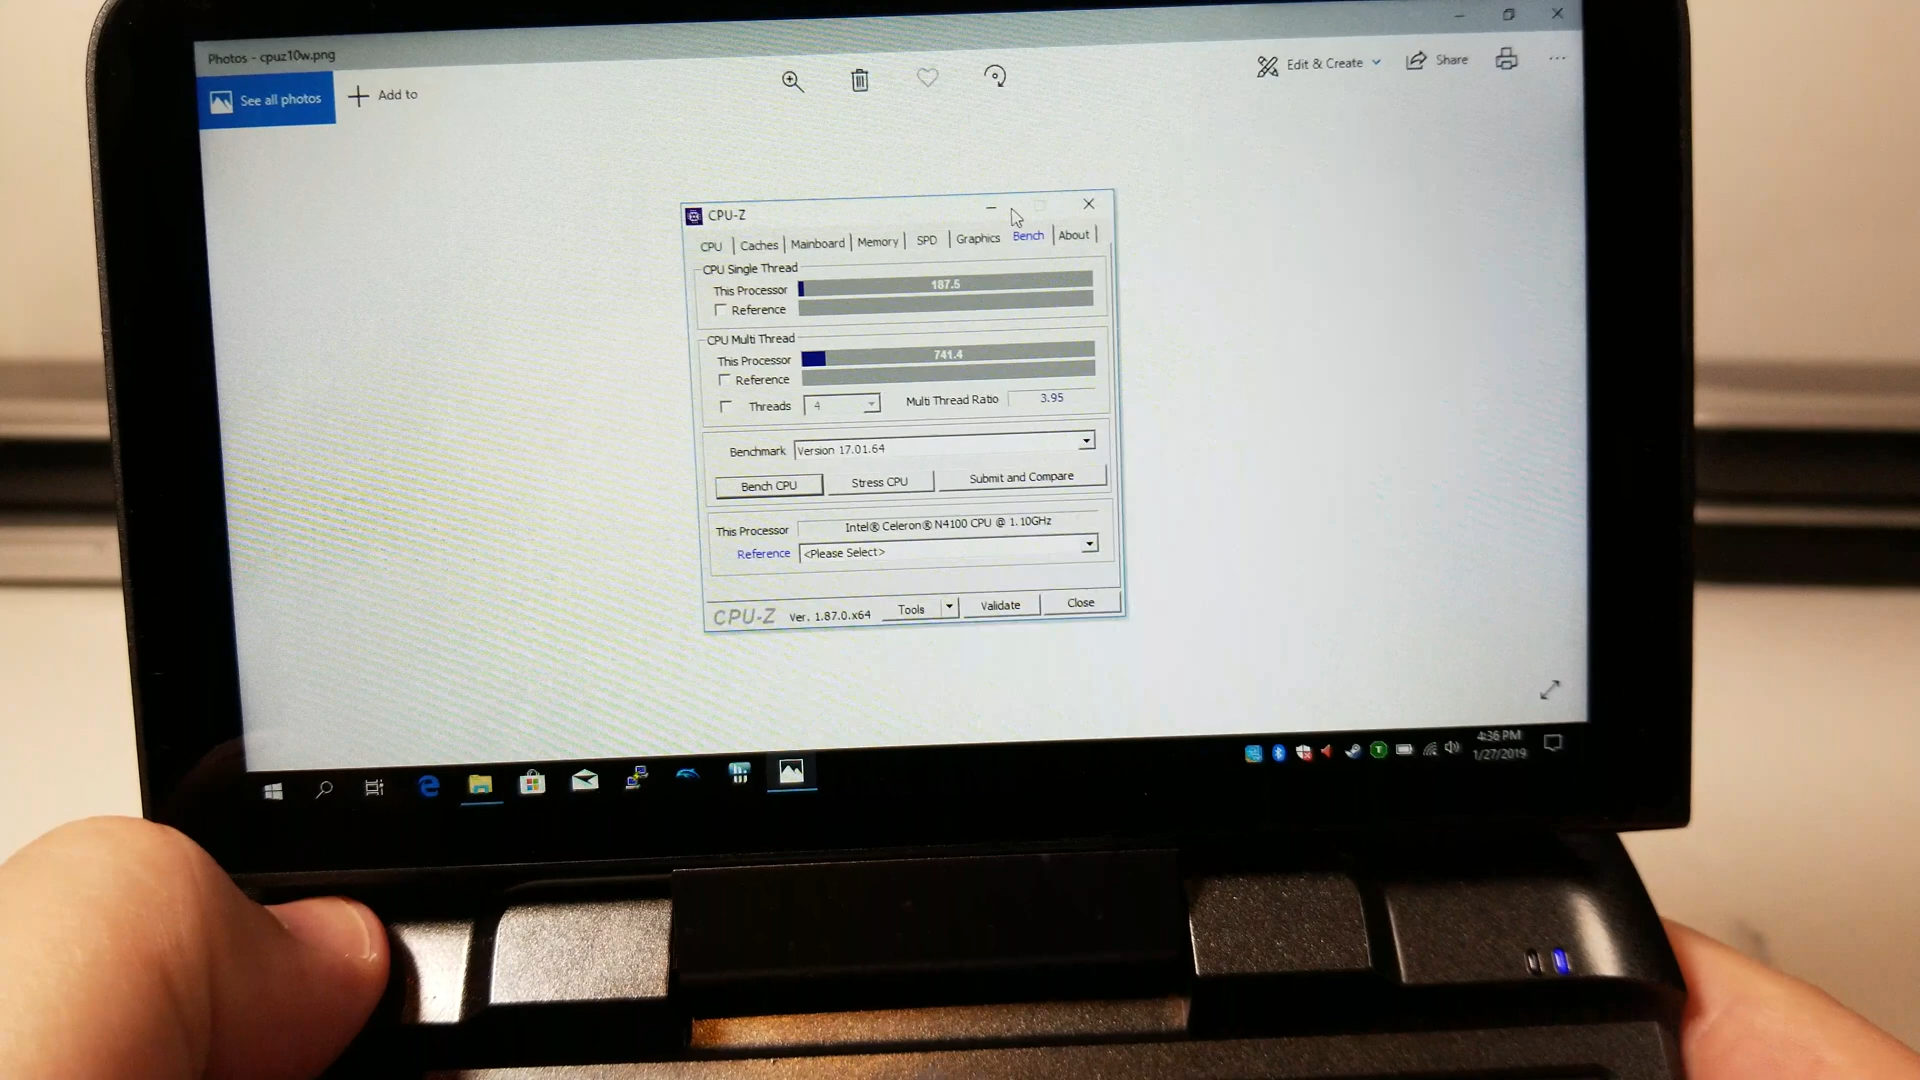 Photos - cpuz10w.png
See all photos
Add to
Edit & Create
Share
CPU-Z
CPU Caches Mainboard Memory SPD Graphics Bench About
CPU Single Thread
This Processor 187.5
Reference
CPU Multi Thread
This Processor 741.4
Reference
Threads 4 Multi Thread Ratio 3.95
Benchmark Version 17.01.64
Bench CPU Stress CPU Submit and Compare
This Processor Intel® Celeron® N4100 CPU @ 1.10GHz
Reference <Please Select>
CPU-Z Ver. 1.87.0.x64 Tools Validate Close
4:36 PM
1/27/2019